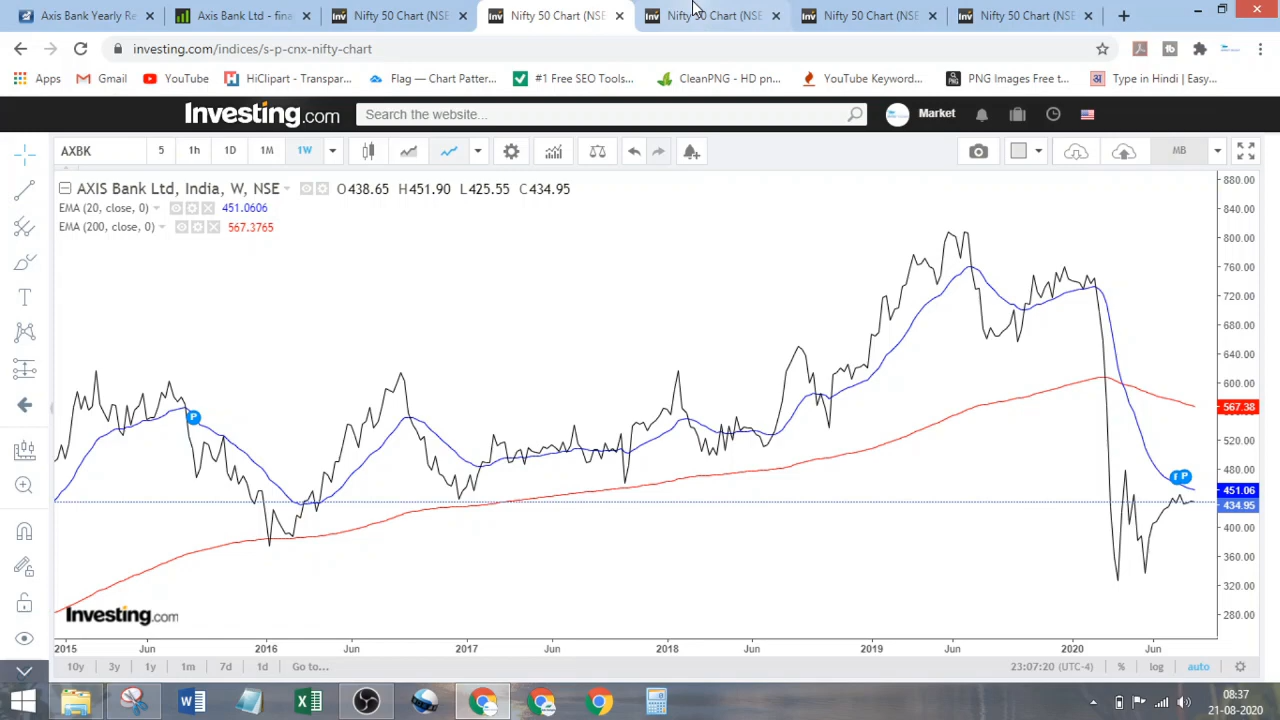 Axis Bank Yearly Re
Axis Bank Ltd - fina
Nifty 50 Chart (NSE
Nifty 50 Chart (NSE
Nifty 50 Chart (NSE
Nifty 50 Chart (NSE
Nifty 50 Chart (NSE
investing.com/indices/s-p-cnx-nifty-chart
Apps
Gmail
YouTube
HiClipart - Transpar...
Flag — Chart Patter...
#1 Free SEO Tools...
CleanPNG - HD pn...
YouTube Keyword...
PNG Images Free t...
Type in Hindi | Easy...
Investing.com
Search the website...
Market
AXBK
5
1h
1D
1M
1W
MB
AXIS Bank Ltd, India, W, NSE
O438.65 H451.90 L425.55 C434.95
EMA (20, close, 0)
451.0606
EMA (200, close, 0)
567.3765
880.00
840.00
800.00
760.00
720.00
680.00
640.00
600.00
567.38
520.00
480.00
451.06
434.95
400.00
360.00
320.00
280.00
P
P
Investing.com
2015
Jun
2016
Jun
2017
Jun
2018
Jun
2019
Jun
2020
Jun
10y
3y
1y
1m
7d
1d
Go to...
23:07:20 (UTC-4)
%
log
auto
08:37
21-08-2020